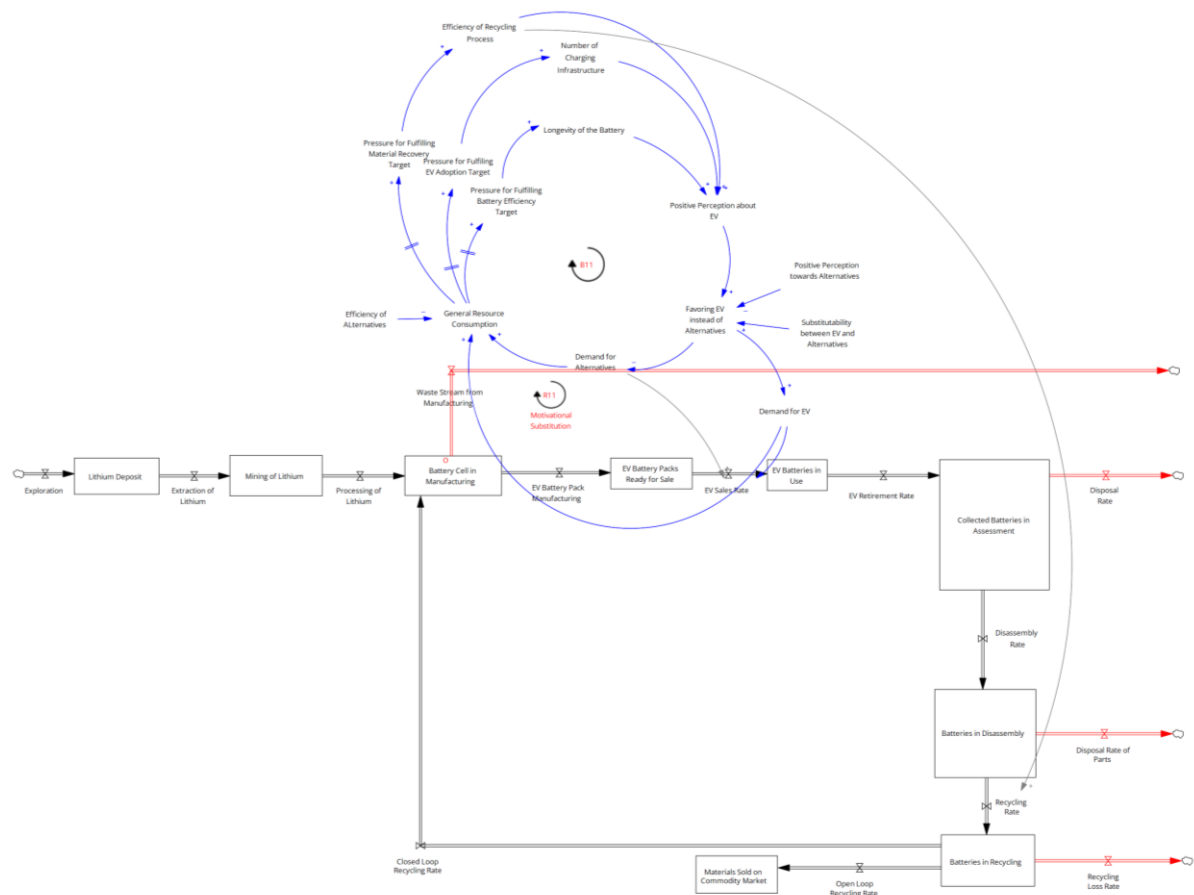 Efficiency of Recycling
Process
Number of
Charging
Infrastructure
Longevity of the Battery
Pressure for Fulfilling
Material Recovery
Target
Pressure for Fulfiling
EV Adoption Target
Pressure for Fulfilling
Battery Efficiency
Target
Positive Perception about
EV
B11
Positive Perception
towards Alternatives
Efficiency of
ALternatives
General Resource
Consumption
Favoring EV
instead of
Alternatives
Substitutability
between EV and
Alternatives
Demand for
Alternatives
Waste Stream from
Manufacturing
R11
Motivational
Substitution
Demand for EV
Lithium Deposit
Mining of Lithium
Battery Cell in
Manufacturing
EV Battery Packs
Ready for Sale
EV Batteries in
Use
Exploration
Extraction of
Lithium
Processing of
Lithium
EV Battery Pack
Manufacturing
EV Sales Rate
EV Retirement Rate
Collected Batteries in
Assessment
Disposal
Rate
Disassembly
Rate
Batteries in Disassembly
Disposal Rate of
Parts
Recycling
Rate
Closed Loop
Recycling Rate
Materials Sold on
Commodity Market
Open Loop
Recycling Rate
Batteries in Recycling
Recycling
Loss Rate